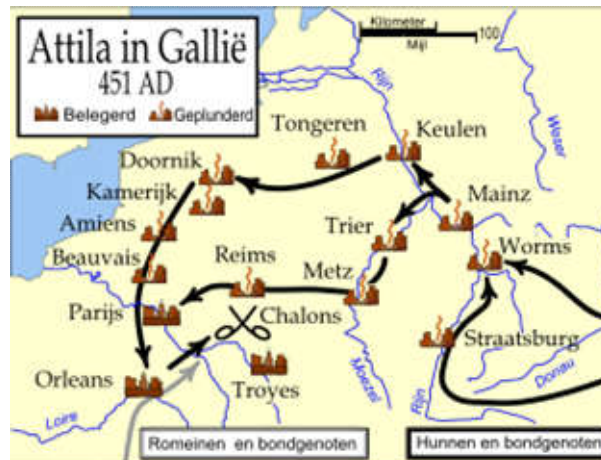 Attila in Gallië
451 AD
Belegerd
Geplunderd
Kilometer
Mijl
100
Rijn
Weser
Tongeren
Keulen
Doornik
Kamerijk
Mainz
Amiens
Trier
Worms
Beauvais
Reims
Metz
Parijs
Chalons
Straatsburg
Orleans
Troyes
Moezel
Rijn
Donau
Loire
Romeinen en bondgenoten
Hunnen en bondgenoten